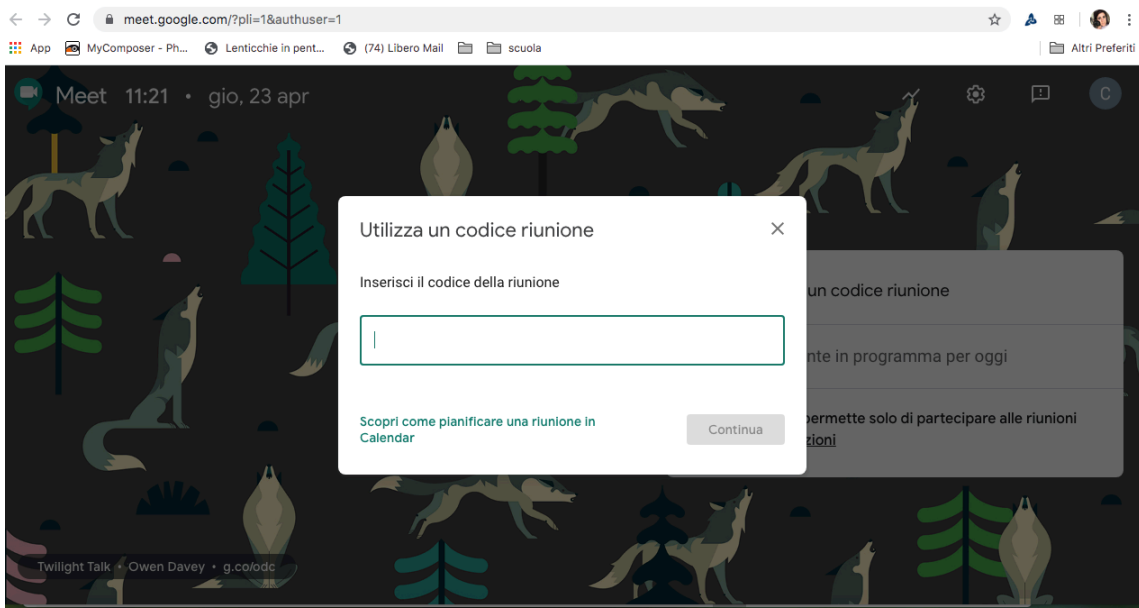 meet.google.com/?pli=1&authuser=1
App MyComposer - Ph... Lenticchie in pent... (74) Libero Mail scuola Altri Preferiti
Meet 11:21 • gio, 23 apr
C
Utilizza un codice riunione
Inserisci il codice della riunione
un codice riunione
nte in programma per oggi
Scopri come pianificare una riunione in
Calendar
Continua
permette solo di partecipare alle riunioni
zioni
Twilight Talk • Owen Davey • g.co/odc